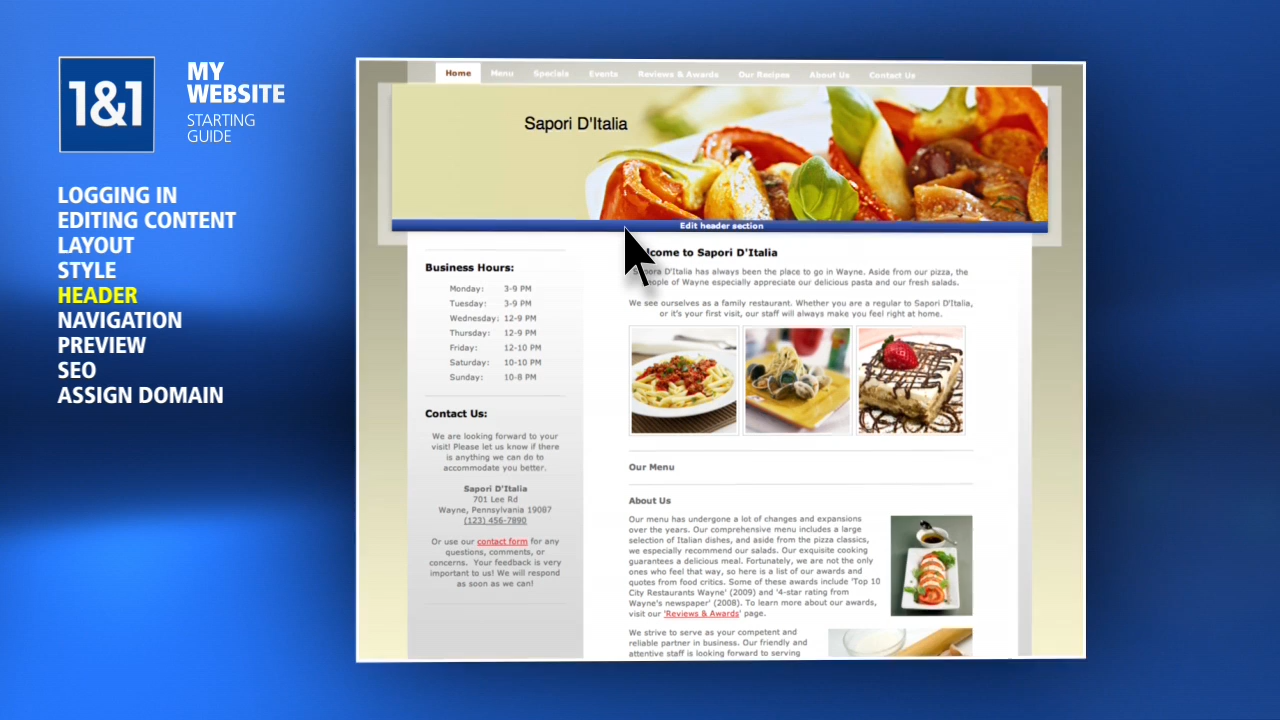 1&1
MY
WEBSITE
STARTING
GUIDE
LOGGING IN
EDITING CONTENT
LAYOUT
STYLE
HEADER
NAVIGATION
PREVIEW
SEO
ASSIGN DOMAIN
Home Menu Specials Events Reviews & Awards Our Recipes About Us Contact Us
Sapori D'Italia
Edit header section
Business Hours:
Monday: 3-9 PM
Tuesday: 3-9 PM
Wednesday: 12-9 PM
Thursday: 12-9 PM
Friday: 12-10 PM
Saturday: 10-10 PM
Sunday: 10-8 PM
Contact Us:
We are looking forward to your
visit! Please let us know if there
is anything we can do to
accommodate you better.
Sapori D'Italia
701 Lee Rd
Wayne, Pennsylvania 19087
(123) 456-7890
Or use our contact form for any
questions, comments, or
concerns. Your feedback is very
important to us! We will respond
as soon as we can!
to Sapori D'Italia
D'Italia has always been the place to go in Wayne. Aside from our pizza, the
of Wayne especially appreciate our delicious pasta and our fresh salads.
We see ourselves as a family restaurant. Whether you are a regular to Sapori D'Italia,
or it's your first visit, our staff will always make you feel right at home.
Our Menu
About Us
Our menu has undergone a lot of changes and expansions
over the years. Our comprehensive menu includes a large
selection of Italian dishes, and aside from the pizza classics,
we especially recommend our salads. Our exquisite cooking
guarantees a delicious meal. Fortunately, we are not the only
ones who feel that way, so here is a list of our awards and
quotes from food critics. Some of these awards include 'Top 10
City Restaurants Wayne' (2009) and '4-star rating from
Wayne's newspaper' (2008). To learn more about our awards,
visit our 'Reviews & Awards' page.
We strive to serve as your competent and
reliable partner in business. Our friendly and
attentive staff is looking forward to serving